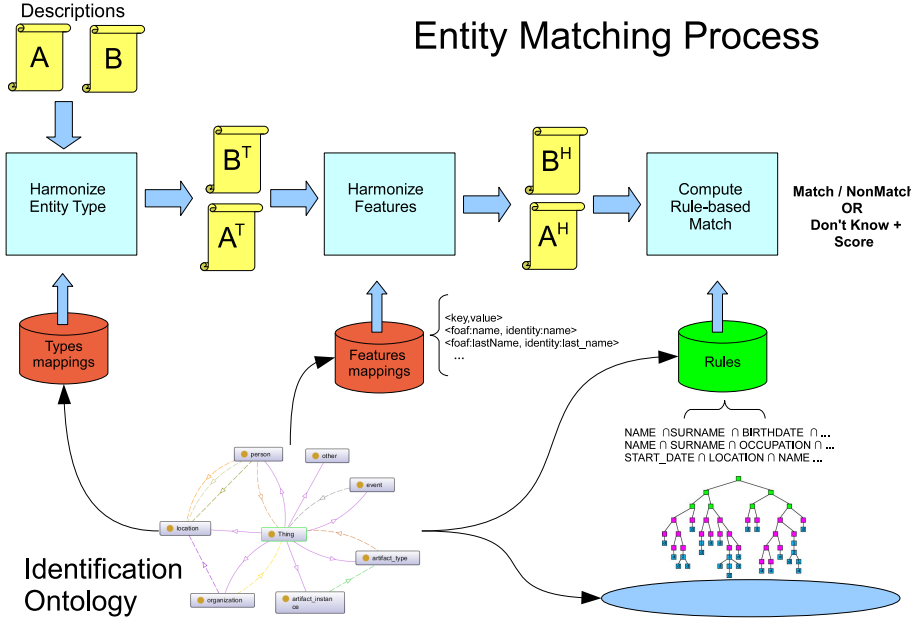 Descriptions
Entity Matching Process
A
B
Harmonize
Entity Type
B^T
A^T
Harmonize
Features
B^H
A^H
Compute
Rule-based
Match
Match / NonMatch
OR
Don't Know +
Score
Types
mappings
Features
mappings
<key,value>
<foaf:name, identity:name>
<foaf:lastName, identity:last_name>
...
Rules
NAME ∩SURNAME ∩ BIRTHDATE ∩ ...
NAME ∩ SURNAME ∩ OCCUPATION ∩ ...
START_DATE ∩ LOCATION ∩ NAME ...
person
other
event
location
Thing
artifact_type
organization
artifact_insta
nce
Identification
Ontology